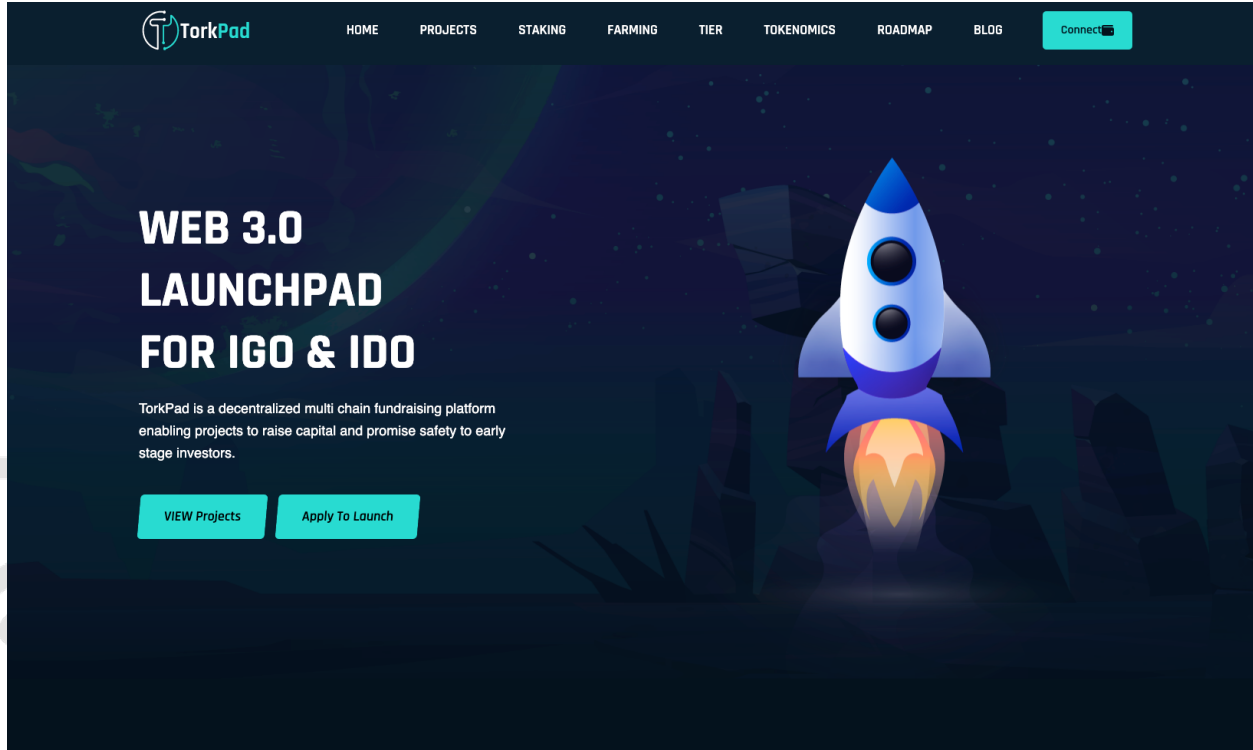 TorkPad
HOME PROJECTS STAKING FARMING TIER TOKENOMICS ROADMAP BLOG Connect
WEB 3.0
LAUNCHPAD
FOR IGO & IDO
TorkPad is a decentralized multi chain fundraising platform
enabling projects to raise capital and promise safety to early
stage investors.
VIEW Projects Apply To Launch